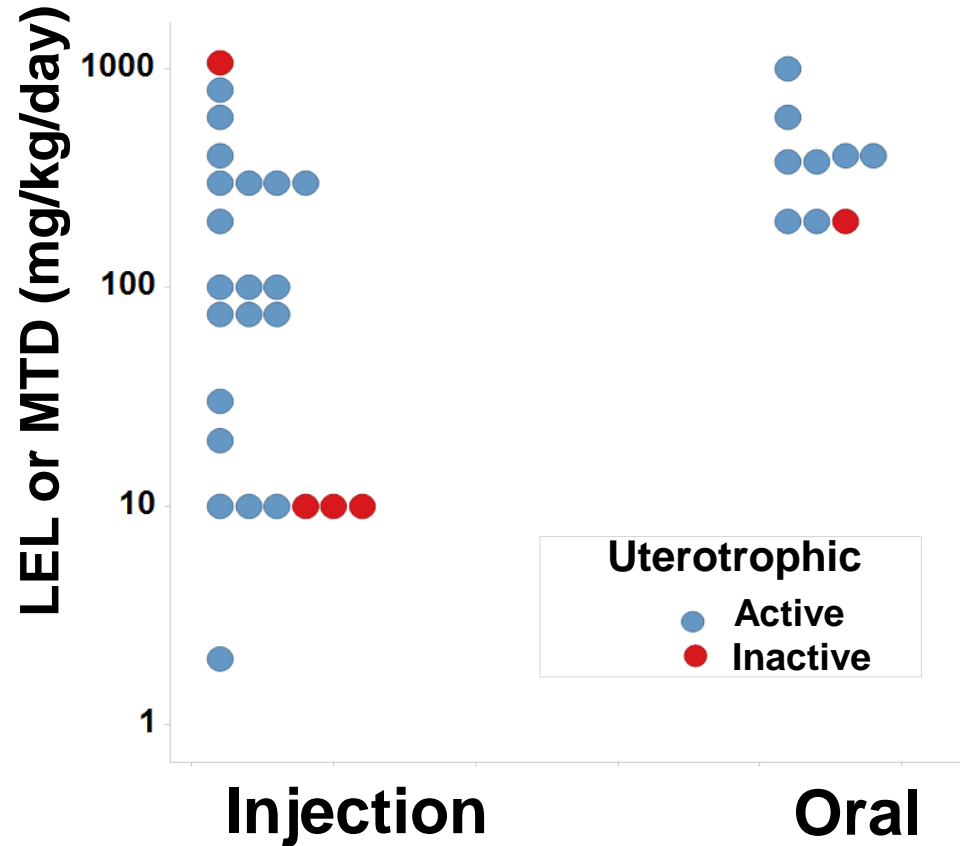 LEL or MTD (mg/kg/day)
1000
100
10
1
Uterotrophic
Active
Inactive
Injection
Oral